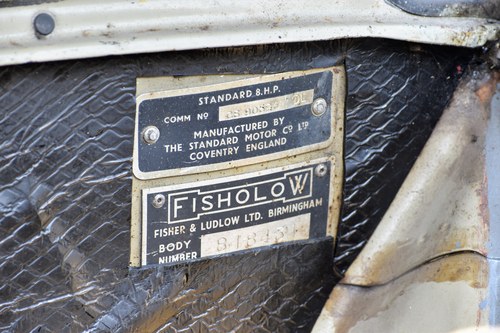 STANDARD 8.H.P.
COMM No
MANUFACTURED BY
THE STANDARD MOTOR Co LTD
COVENTRY ENGLAND
FISHOLOW
FISHER & LUDLOW LTD. BIRMINGHAM
BODY
NUMBER